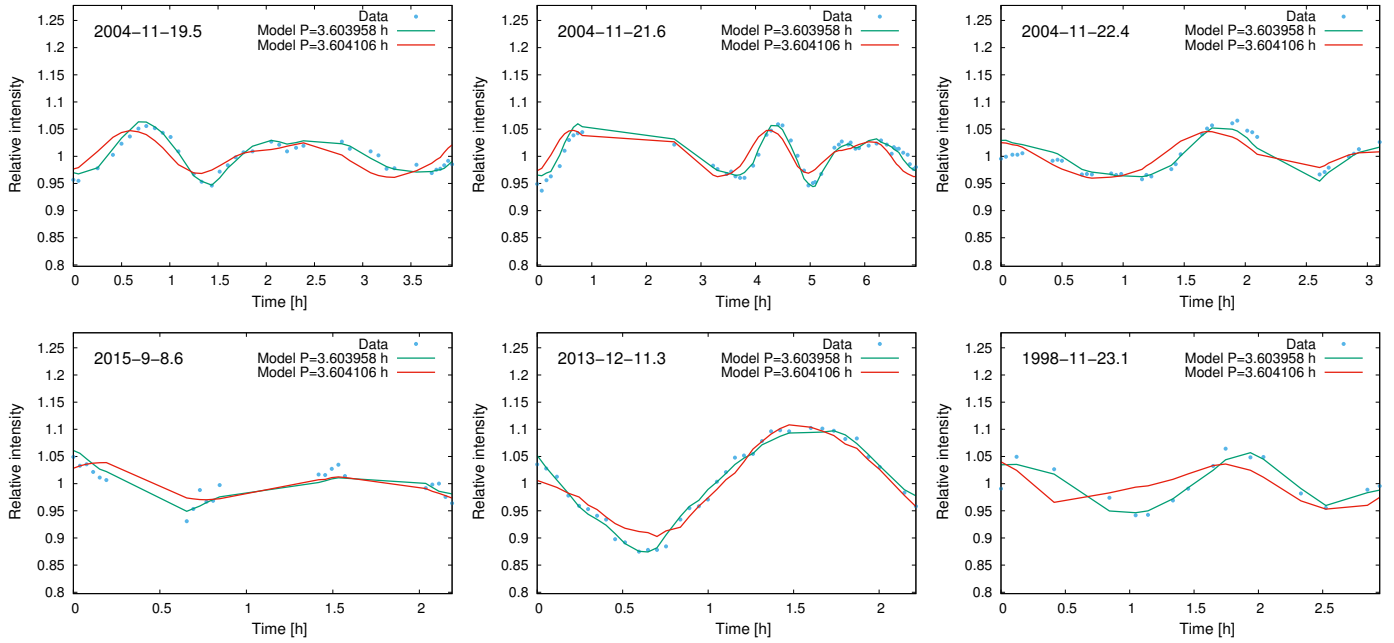 1.25
1.2
1.15
1.1
1.05
1
0.95
0.9
0.85
0.8
Relative intensity
2004−11−19.5
Data
Model P=3.603958 h
Model P=3.604106 h
0 0.5 1 1.5 2 2.5 3 3.5
Time [h]
1.25
1.2
1.15
1.1
1.05
1
0.95
0.9
0.85
0.8
Relative intensity
2004−11−21.6
Data
Model P=3.603958 h
Model P=3.604106 h
0 1 2 3 4 5 6
Time [h]
1.25
1.2
1.15
1.1
1.05
1
0.95
0.9
0.85
0.8
Relative intensity
2004−11−22.4
Data
Model P=3.603958 h
Model P=3.604106 h
0 0.5 1 1.5 2 2.5 3
Time [h]
1.25
1.2
1.15
1.1
1.05
1
0.95
0.9
0.85
0.8
Relative intensity
2015−9−8.6
Data
Model P=3.603958 h
Model P=3.604106 h
0 0.5 1 1.5 2
Time [h]
1.25
1.2
1.15
1.1
1.05
1
0.95
0.9
0.85
0.8
Relative intensity
2013−12−11.3
Data
Model P=3.603958 h
Model P=3.604106 h
0 0.5 1 1.5 2
Time [h]
1.25
1.2
1.15
1.1
1.05
1
0.95
0.9
0.85
0.8
Relative intensity
1998−11−23.1
Data
Model P=3.603958 h
Model P=3.604106 h
0 0.5 1 1.5 2 2.5
Time [h]